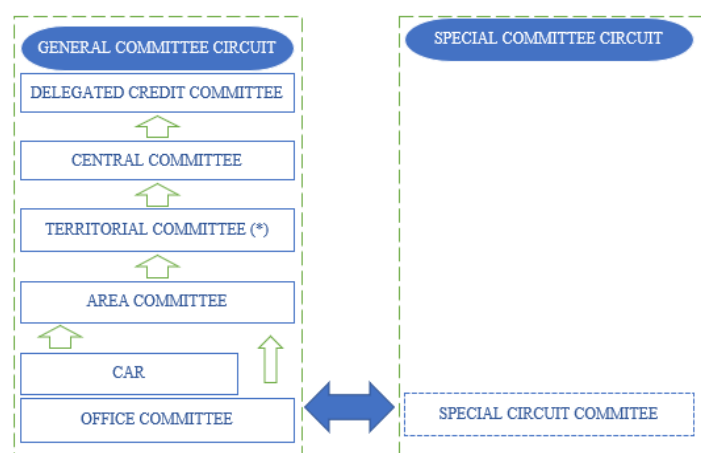 GENERAL COMMITTEE CIRCUIT
DELEGATED CREDIT COMMITTEE
CENTRAL COMMITTEE
TERRITORIAL COMMITTEE (*)
AREA COMMITTEE
CAR
OFFICE COMMITTEE
SPECIAL COMMITTEE CIRCUIT
SPECIAL CIRCUIT COMMITEE